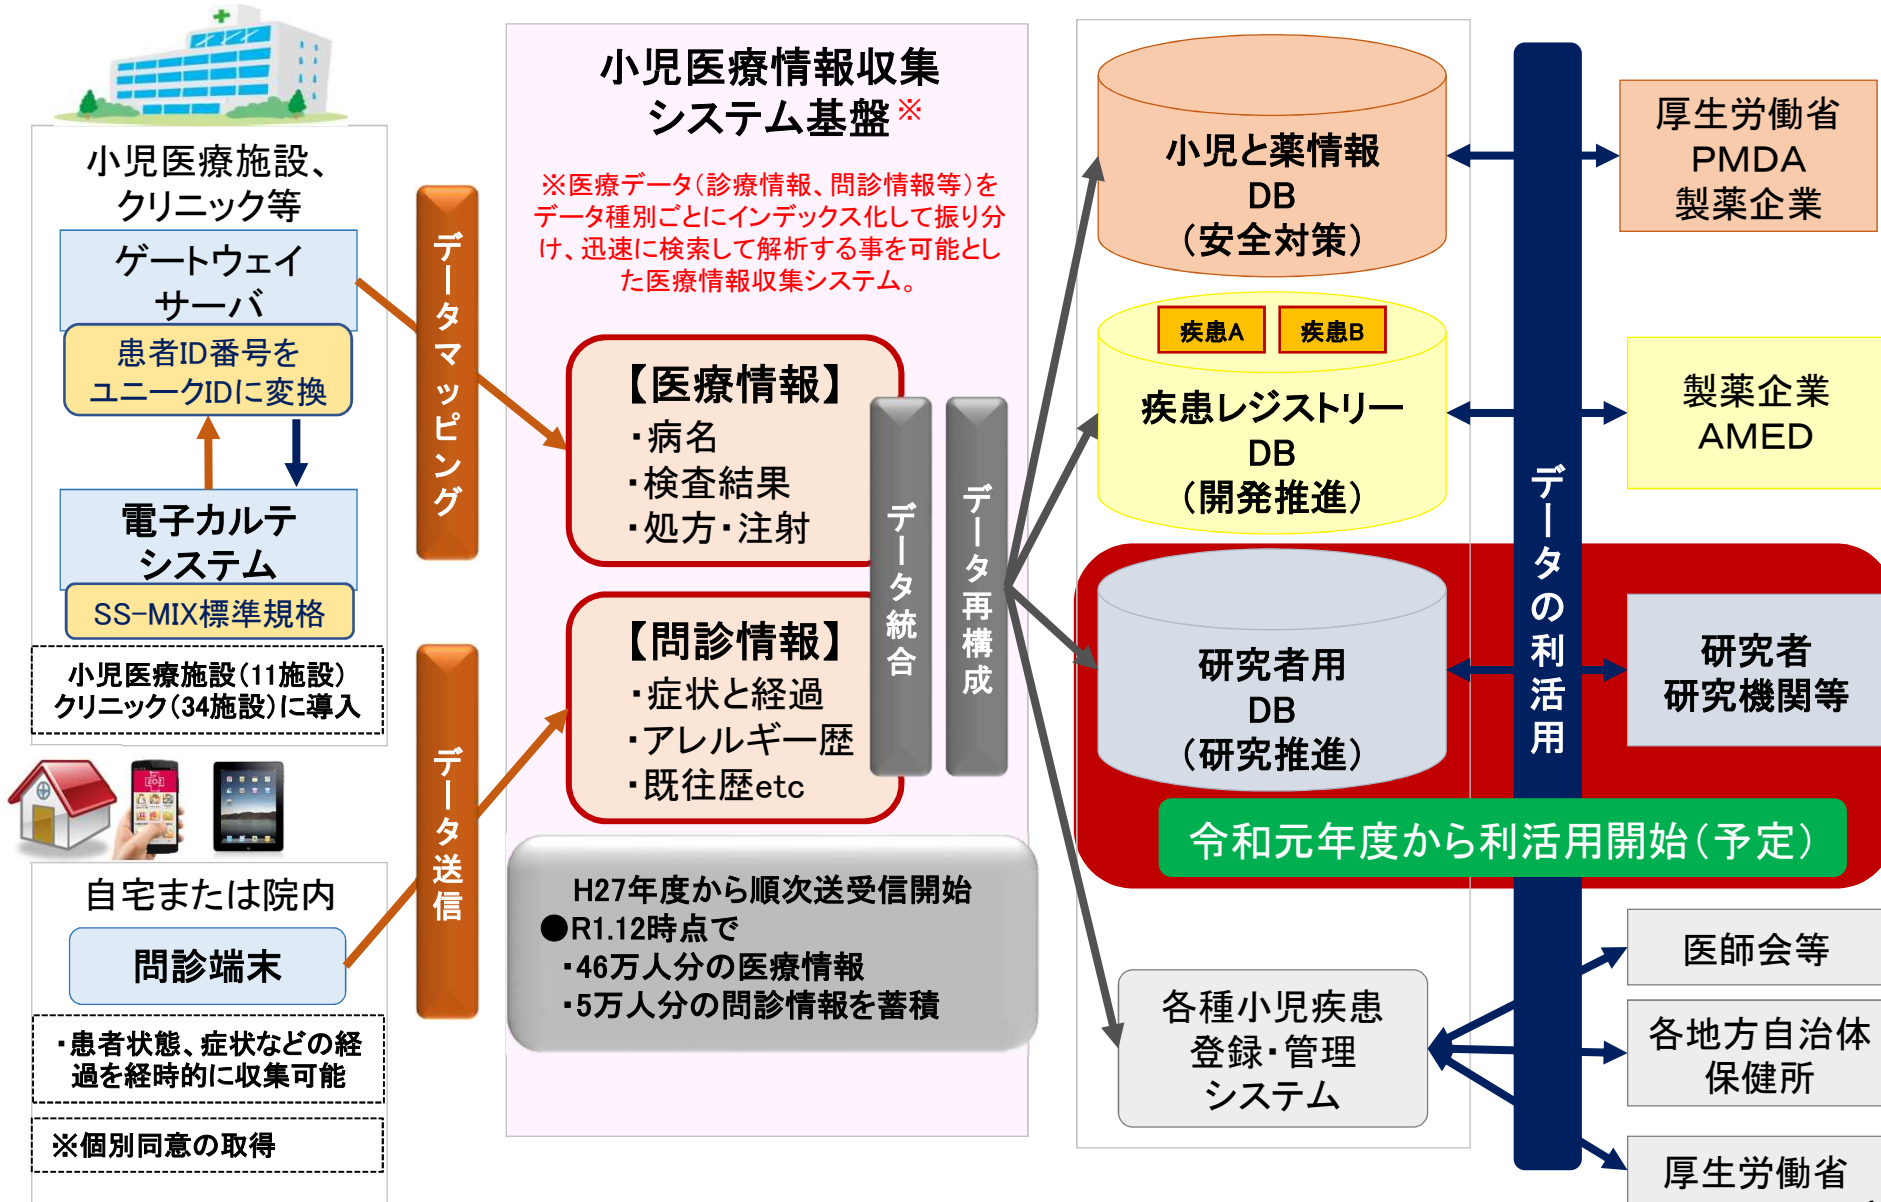 小児医療施設、
クリニック等
ゲートウェイ
サーバ
患者ID番号を
ユニークIDに変換
電子カルテ
システム
SS-MIX標準規格
小児医療施設(11施設)
クリニック(34施設)に導入
自宅または院内
問診端末
・患者状態、症状などの経
過を経時的に収集可能
※個別同意の取得
データマッピング
データ送信
小児医療情報収集
システム基盤※
※医療データ(診療情報、問診情報等)を
データ種別ごとにインデックス化して振り分
け、迅速に検索して解析する事を可能とし
た医療情報収集システム。
【医療情報】
・病名
・検査結果
・処方・注射
【問診情報】
・症状と経過
・アレルギー歴
・既往歴etc
データ統合
データ再構成
H27年度から順次送受信開始
●R1.12時点で
・46万人分の医療情報
・5万人分の問診情報を蓄積
小児と薬情報
DB
(安全対策)
疾患A
疾患B
疾患レジストリー
DB
(開発推進)
研究者用
DB
(研究推進)
令和元年度から利活用開始(予定)
各種小児疾患
登録・管理
システム
データの利活用
厚生労働省
PMDA
製薬企業
製薬企業
AMED
研究者
研究機関等
医師会等
各地方自治体
保健所
厚生労働省